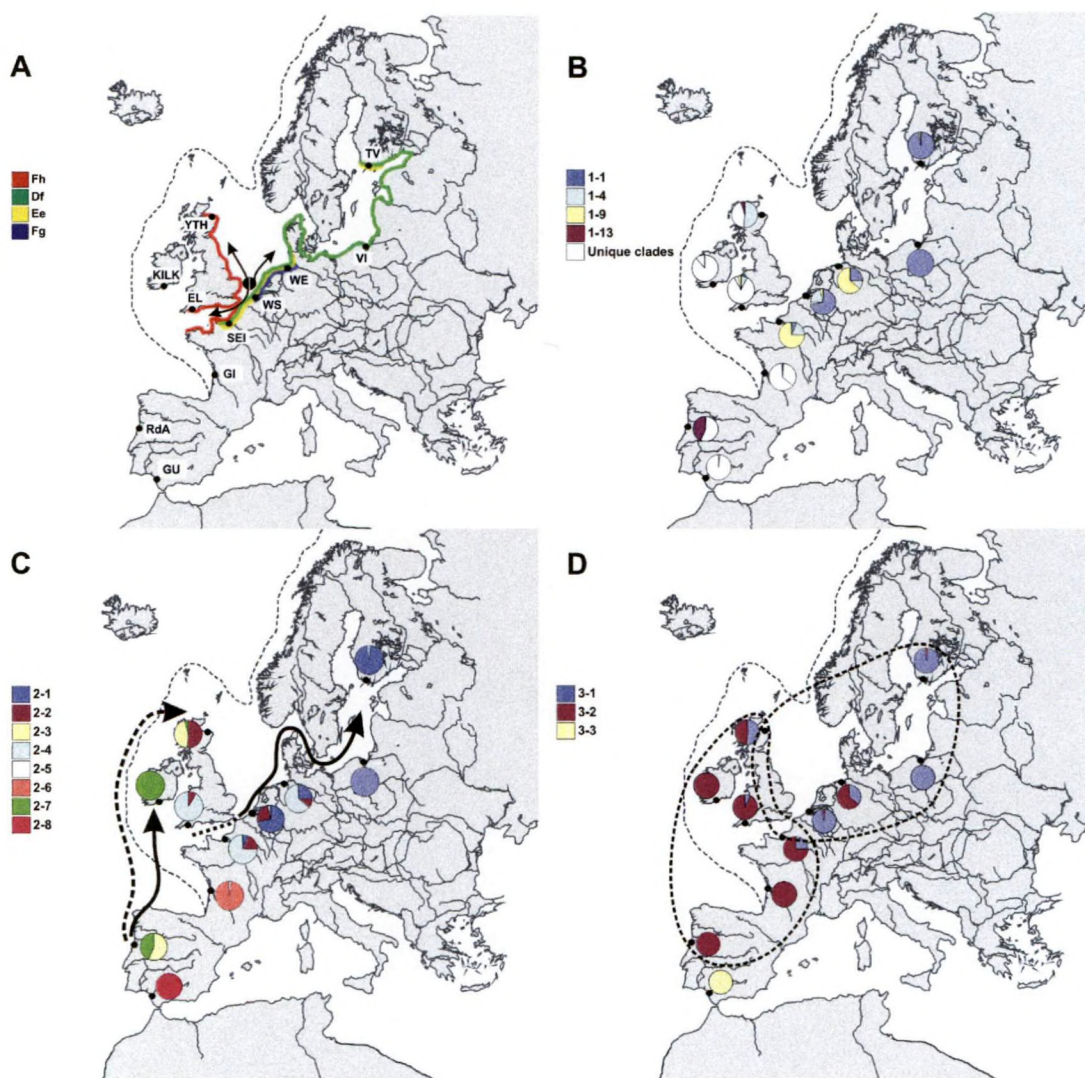 A
Fh
Df
Ee
Fg
TV
YTH
VI
KILK
WE
EL
WS
SEI
GI
RdA
GU
B
1-1
1-4
1-9
1-13
Unique clades
C
2-1
2-2
2-3
2-4
2-5
2-6
2-7
2-8
D
3-1
3-2
3-3